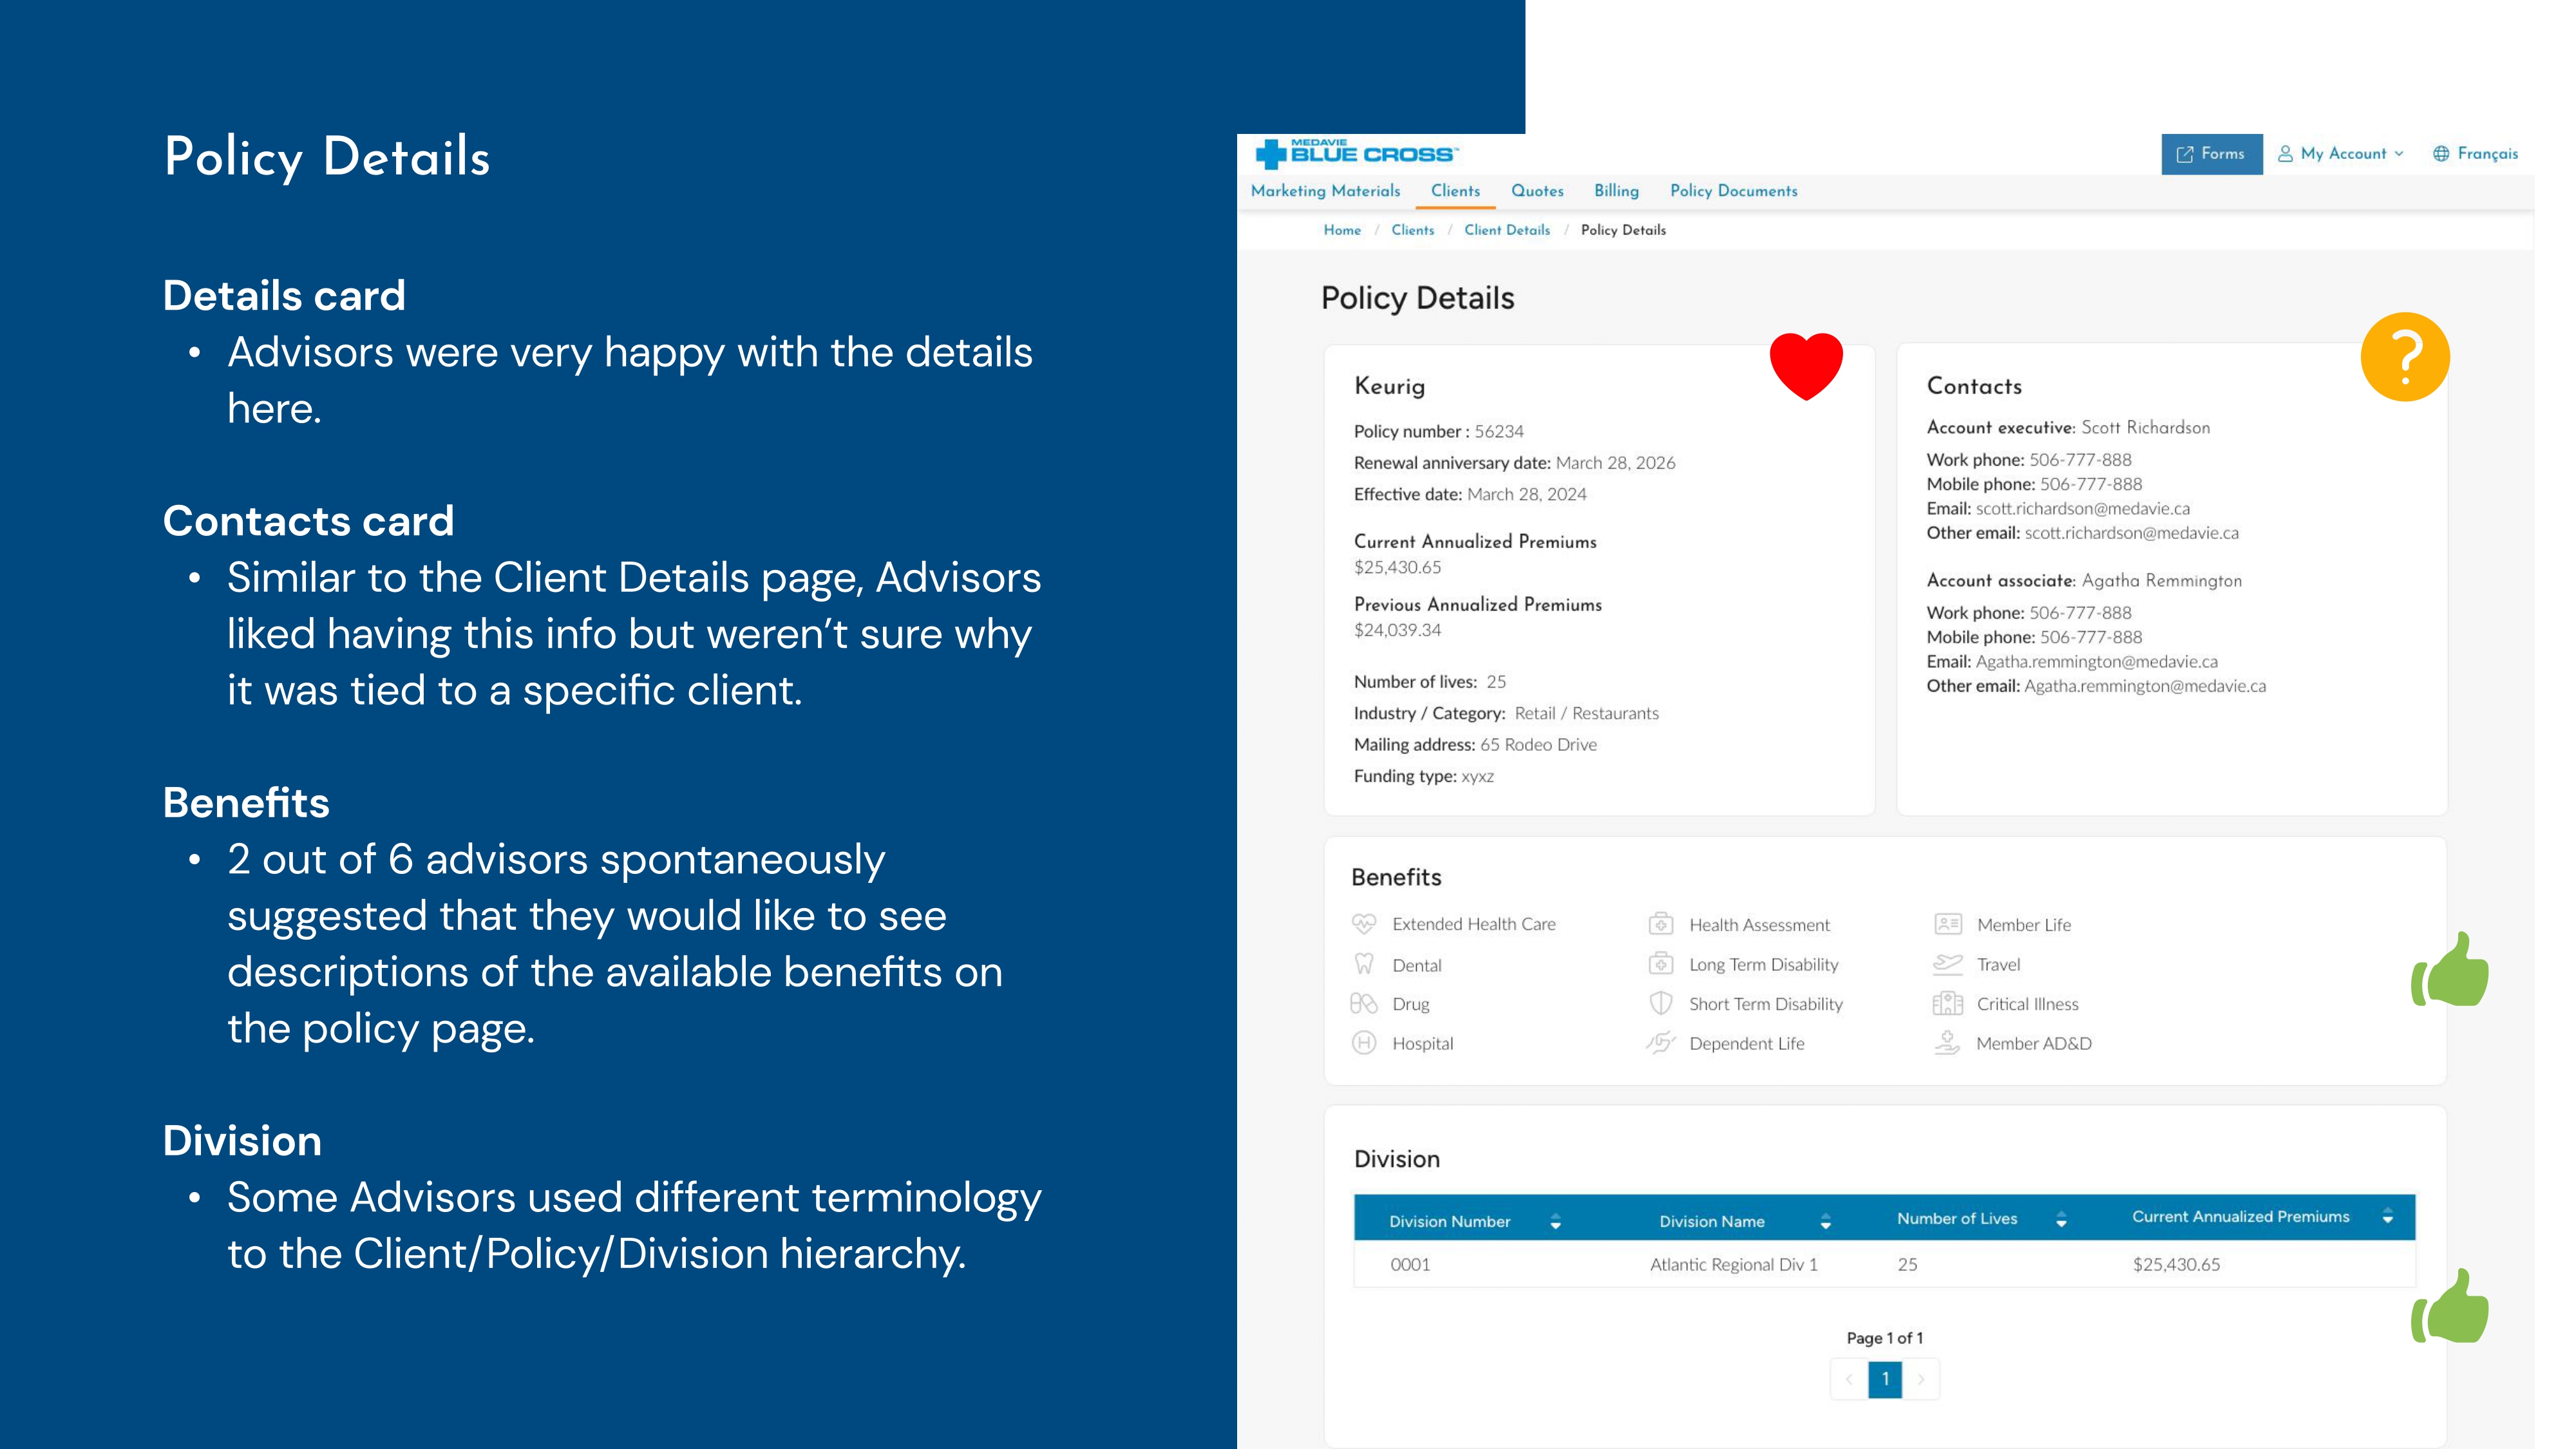 Policy Details
Details card
• Advisors were very happy with the details
here.
Contacts card
• Similar to the Client Details page, Advisors
liked having this info but weren’t sure why
it was tied to a specific client.
Benefits
• 2 out of 6 advisors spontaneously
suggested that they would like to see
descriptions of the available benefits on
the policy page.
Division
• Some Advisors used different terminology
to the Client/Policy/Division hierarchy.
MEDAVIE
BLUE CROSS™
Forms
My Account
Français
Marketing Materials Clients Quotes Billing Policy Documents
Home / Clients / Client Details / Policy Details
Policy Details
Keurig
Policy number : 56234
Renewal anniversary date: March 28, 2026
Effective date: March 28, 2024
Current Annualized Premiums
$25,430.65
Previous Annualized Premiums
$24,039.34
Number of lives: 25
Industry / Category: Retail / Restaurants
Mailing address: 65 Rodeo Drive
Funding type: xyxz
?
Contacts
Account executive: Scott Richardson
Work phone: 506-777-888
Mobile phone: 506-777-888
Email: scott.richardson@medavie.ca
Other email: scott.richardson@medavie.ca
Account associate: Agatha Remmington
Work phone: 506-777-888
Mobile phone: 506-777-888
Email: Agatha.remmington@medavie.ca
Other email: Agatha.remmington@medavie.ca
Benefits
Extended Health Care
Dental
Drug
H Hospital
Health Assessment
Long Term Disability
Short Term Disability
Dependent Life
Member Life
Travel
Critical Illness
Member AD&D
Division
Division Number Division Name Number of Lives Current Annualized Premiums
0001 Atlantic Regional Div 1 25 $25,430.65
Page 1 of 1
< 1 >